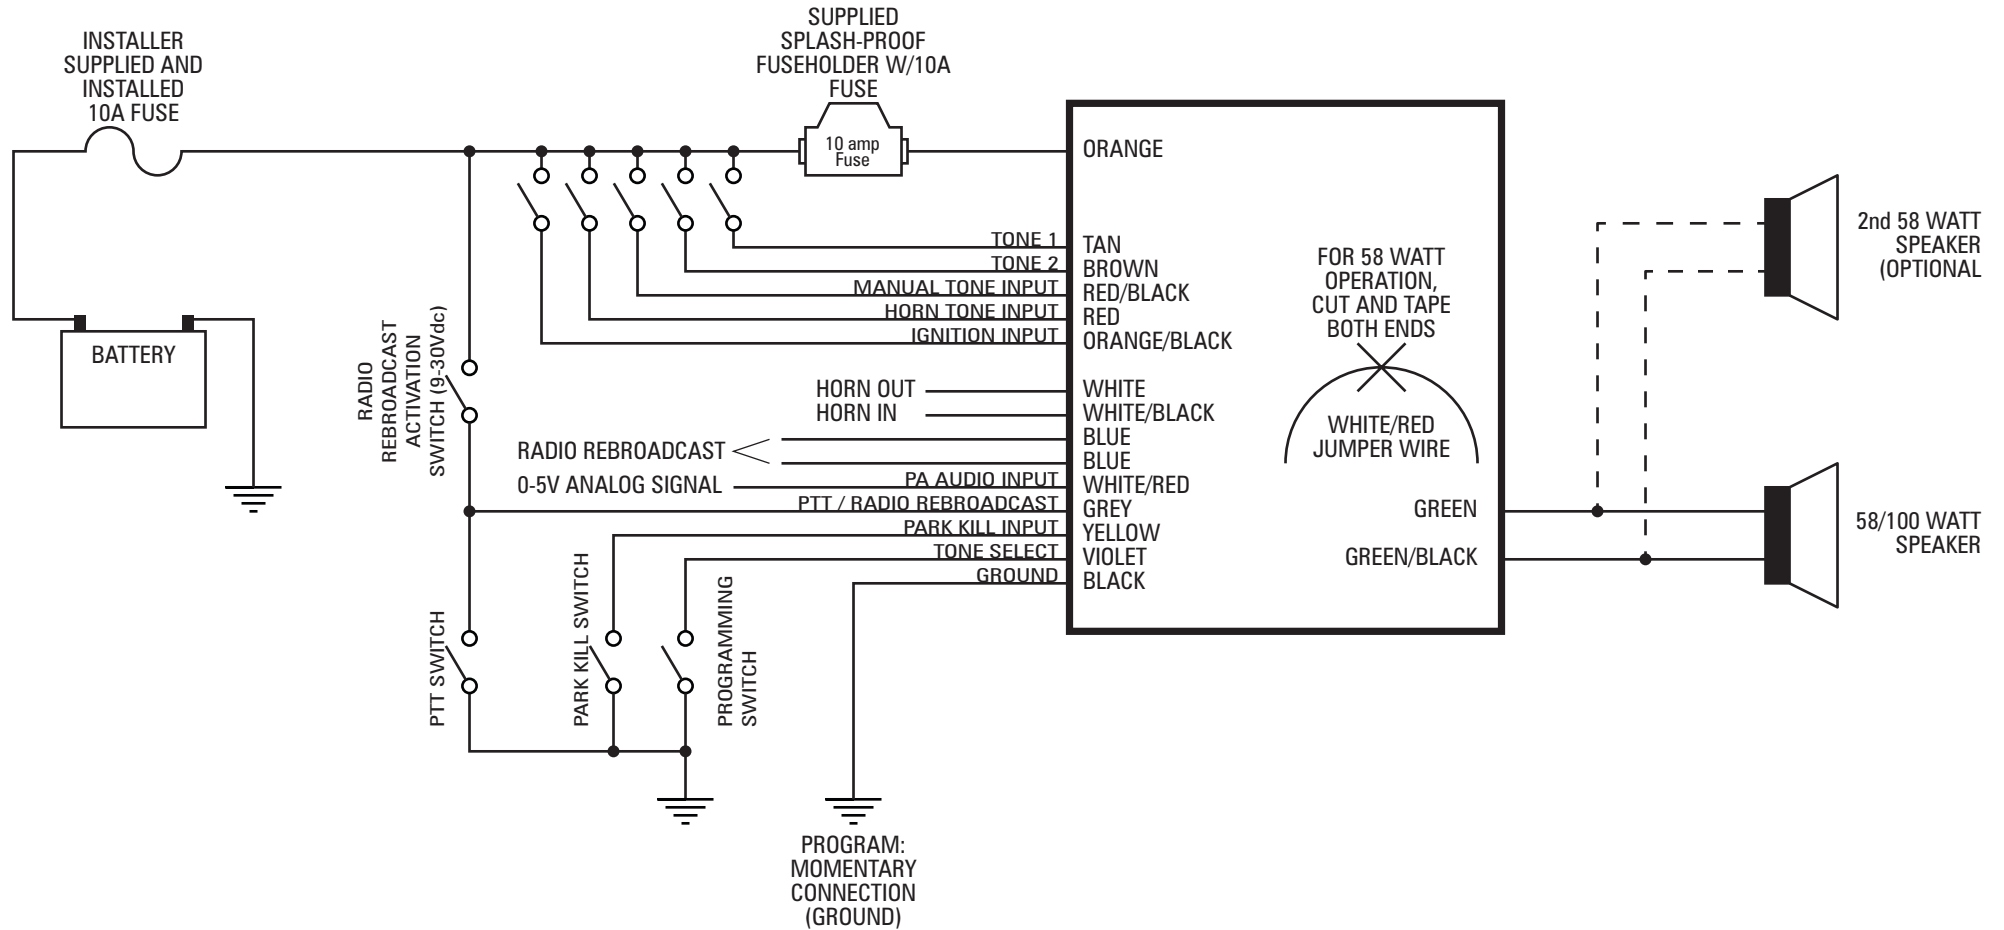 INSTALLER
SUPPLIED AND
INSTALLED
10A FUSE
SUPPLIED
SPLASH-PROOF
FUSEHOLDER W/10A
FUSE
10 amp
Fuse
ORANGE
TONE 1
TAN
TONE 2
BROWN
MANUAL TONE INPUT
RED/BLACK
HORN TONE INPUT
RED
IGNITION INPUT
ORANGE/BLACK
HORN OUT
WHITE
HORN IN
WHITE/BLACK
RADIO REBROADCAST
BLUE
BLUE
0-5V ANALOG SIGNAL
PA AUDIO INPUT
WHITE/RED
PTT / RADIO REBROADCAST
GREY
PARK KILL INPUT
YELLOW
TONE SELECT
VIOLET
GROUND
BLACK
FOR 58 WATT
OPERATION,
CUT AND TAPE
BOTH ENDS
WHITE/RED
JUMPER WIRE
GREEN
GREEN/BLACK
2nd 58 WATT
SPEAKER
(OPTIONAL
58/100 WATT
SPEAKER
BATTERY
RADIO
REBROADCAST
ACTIVATION
SWITCH (9-30Vdc)
PTT SWITCH
PARK KILL SWITCH
PROGRAMMING
SWITCH
PROGRAM:
MOMENTARY
CONNECTION
(GROUND)